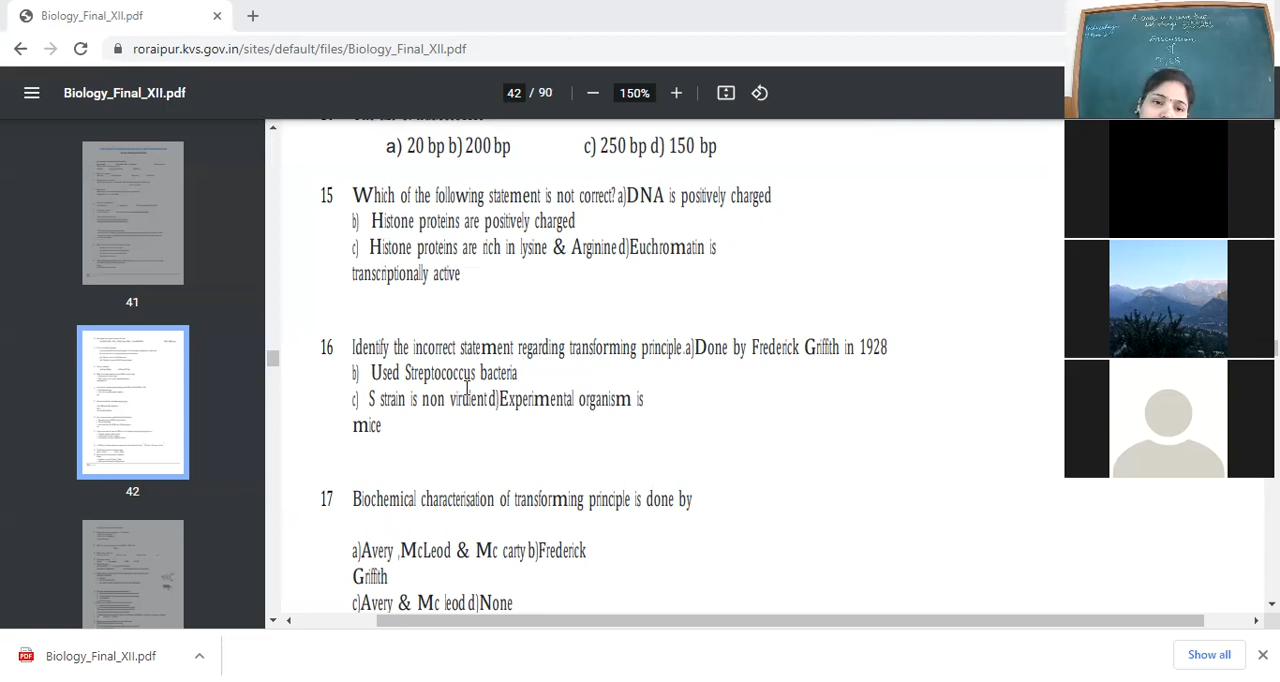 Biology_Final_XII.pdf
roraipur.kvs.gov.in/sites/default/files/Biology_Final_XII.pdf
Biology_Final_XII.pdf
42 / 90
150%
a) 20 bp b) 200 bp c) 250 bp d) 150 bp
15 Which of the following statement is not correct? a)DNA is positively charged
b) Histone proteins are positively charged
c) Histone proteins are rich in lysine & Arginine d)Euchromatin is
transcriptionally active
16 Identify the incorrect statement regarding transforming principle.a)Done by Frederick Griffith in 1928
b) Used Streptococcus bacteria
c) S strain is non virdient d)Experimental organism is
mice
17 Biochemical characterisation of transforming principle is done by
a)Avery ,McLeod & Mc carty b)Frederick
Griffith
c)Avery & Mc leod d)None
41
42
Discussion
of
Biology_Final_XII.pdf
Show all